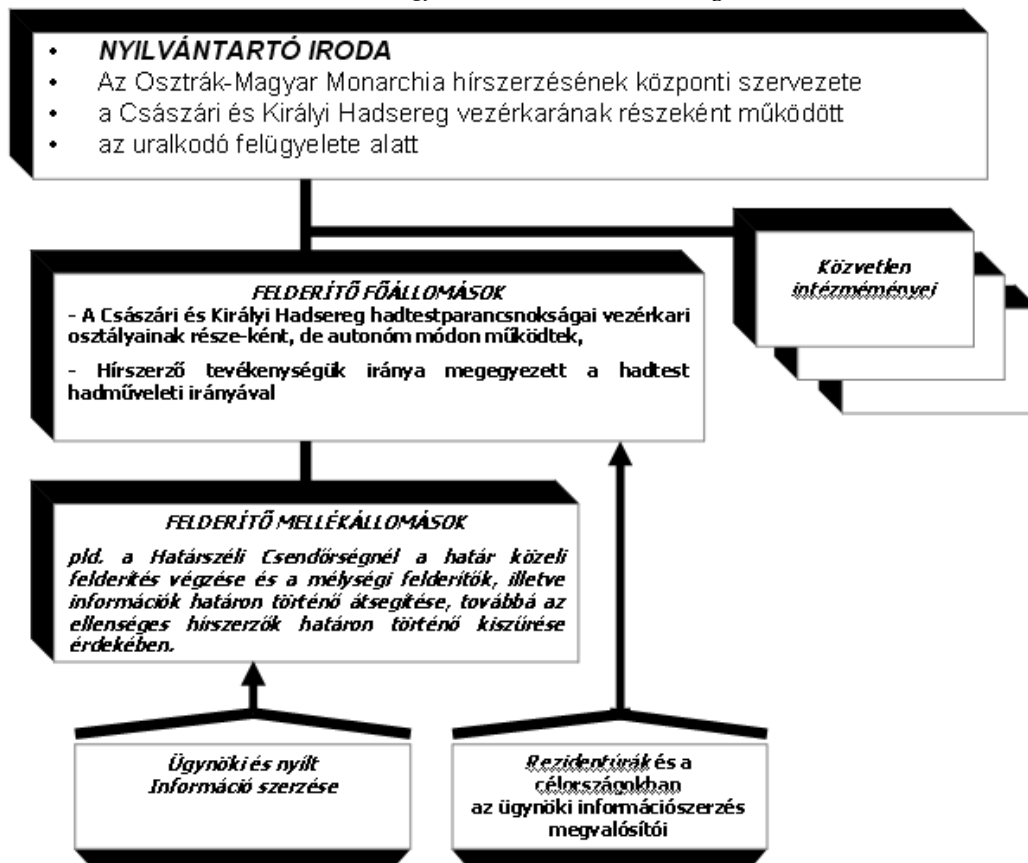 • NYILVÁNTARTÓ IRODA
• Az Osztrák-Magyar Monarchia hírszerzésének központi szervezete
• a Császári és Királyi Hadsereg vezérkarának részeként működött
• az uralkodó felügyelete alatt
Közvetlen
intézméményei
FELDERÍTŐ FŐÁLLOMÁSOK
- A Császári és Királyi Hadsereg hadtestparancsnokságai vezérkari
osztályainak része-ként, de autonóm módon működtek,
- Hírszerző tevékenységük iránya megegyezett a hadtest
hadműveleti irányával
FELDERÍTŐ MELLÉKÁLLOMÁSOK
pld. a Határszéli Csendőrségnél a határ közeli
felderítés végzése és a mélységi felderítők, illetve
információk határon történő átsegítése, továbbá az
ellenséges hírszerzők határon történő kiszűrése
érdekében.
Ügynöki és nyílt
Információ szerzése
Rezidentúrák és a
célországokban
az ügynöki információszerzés
megvalósítói